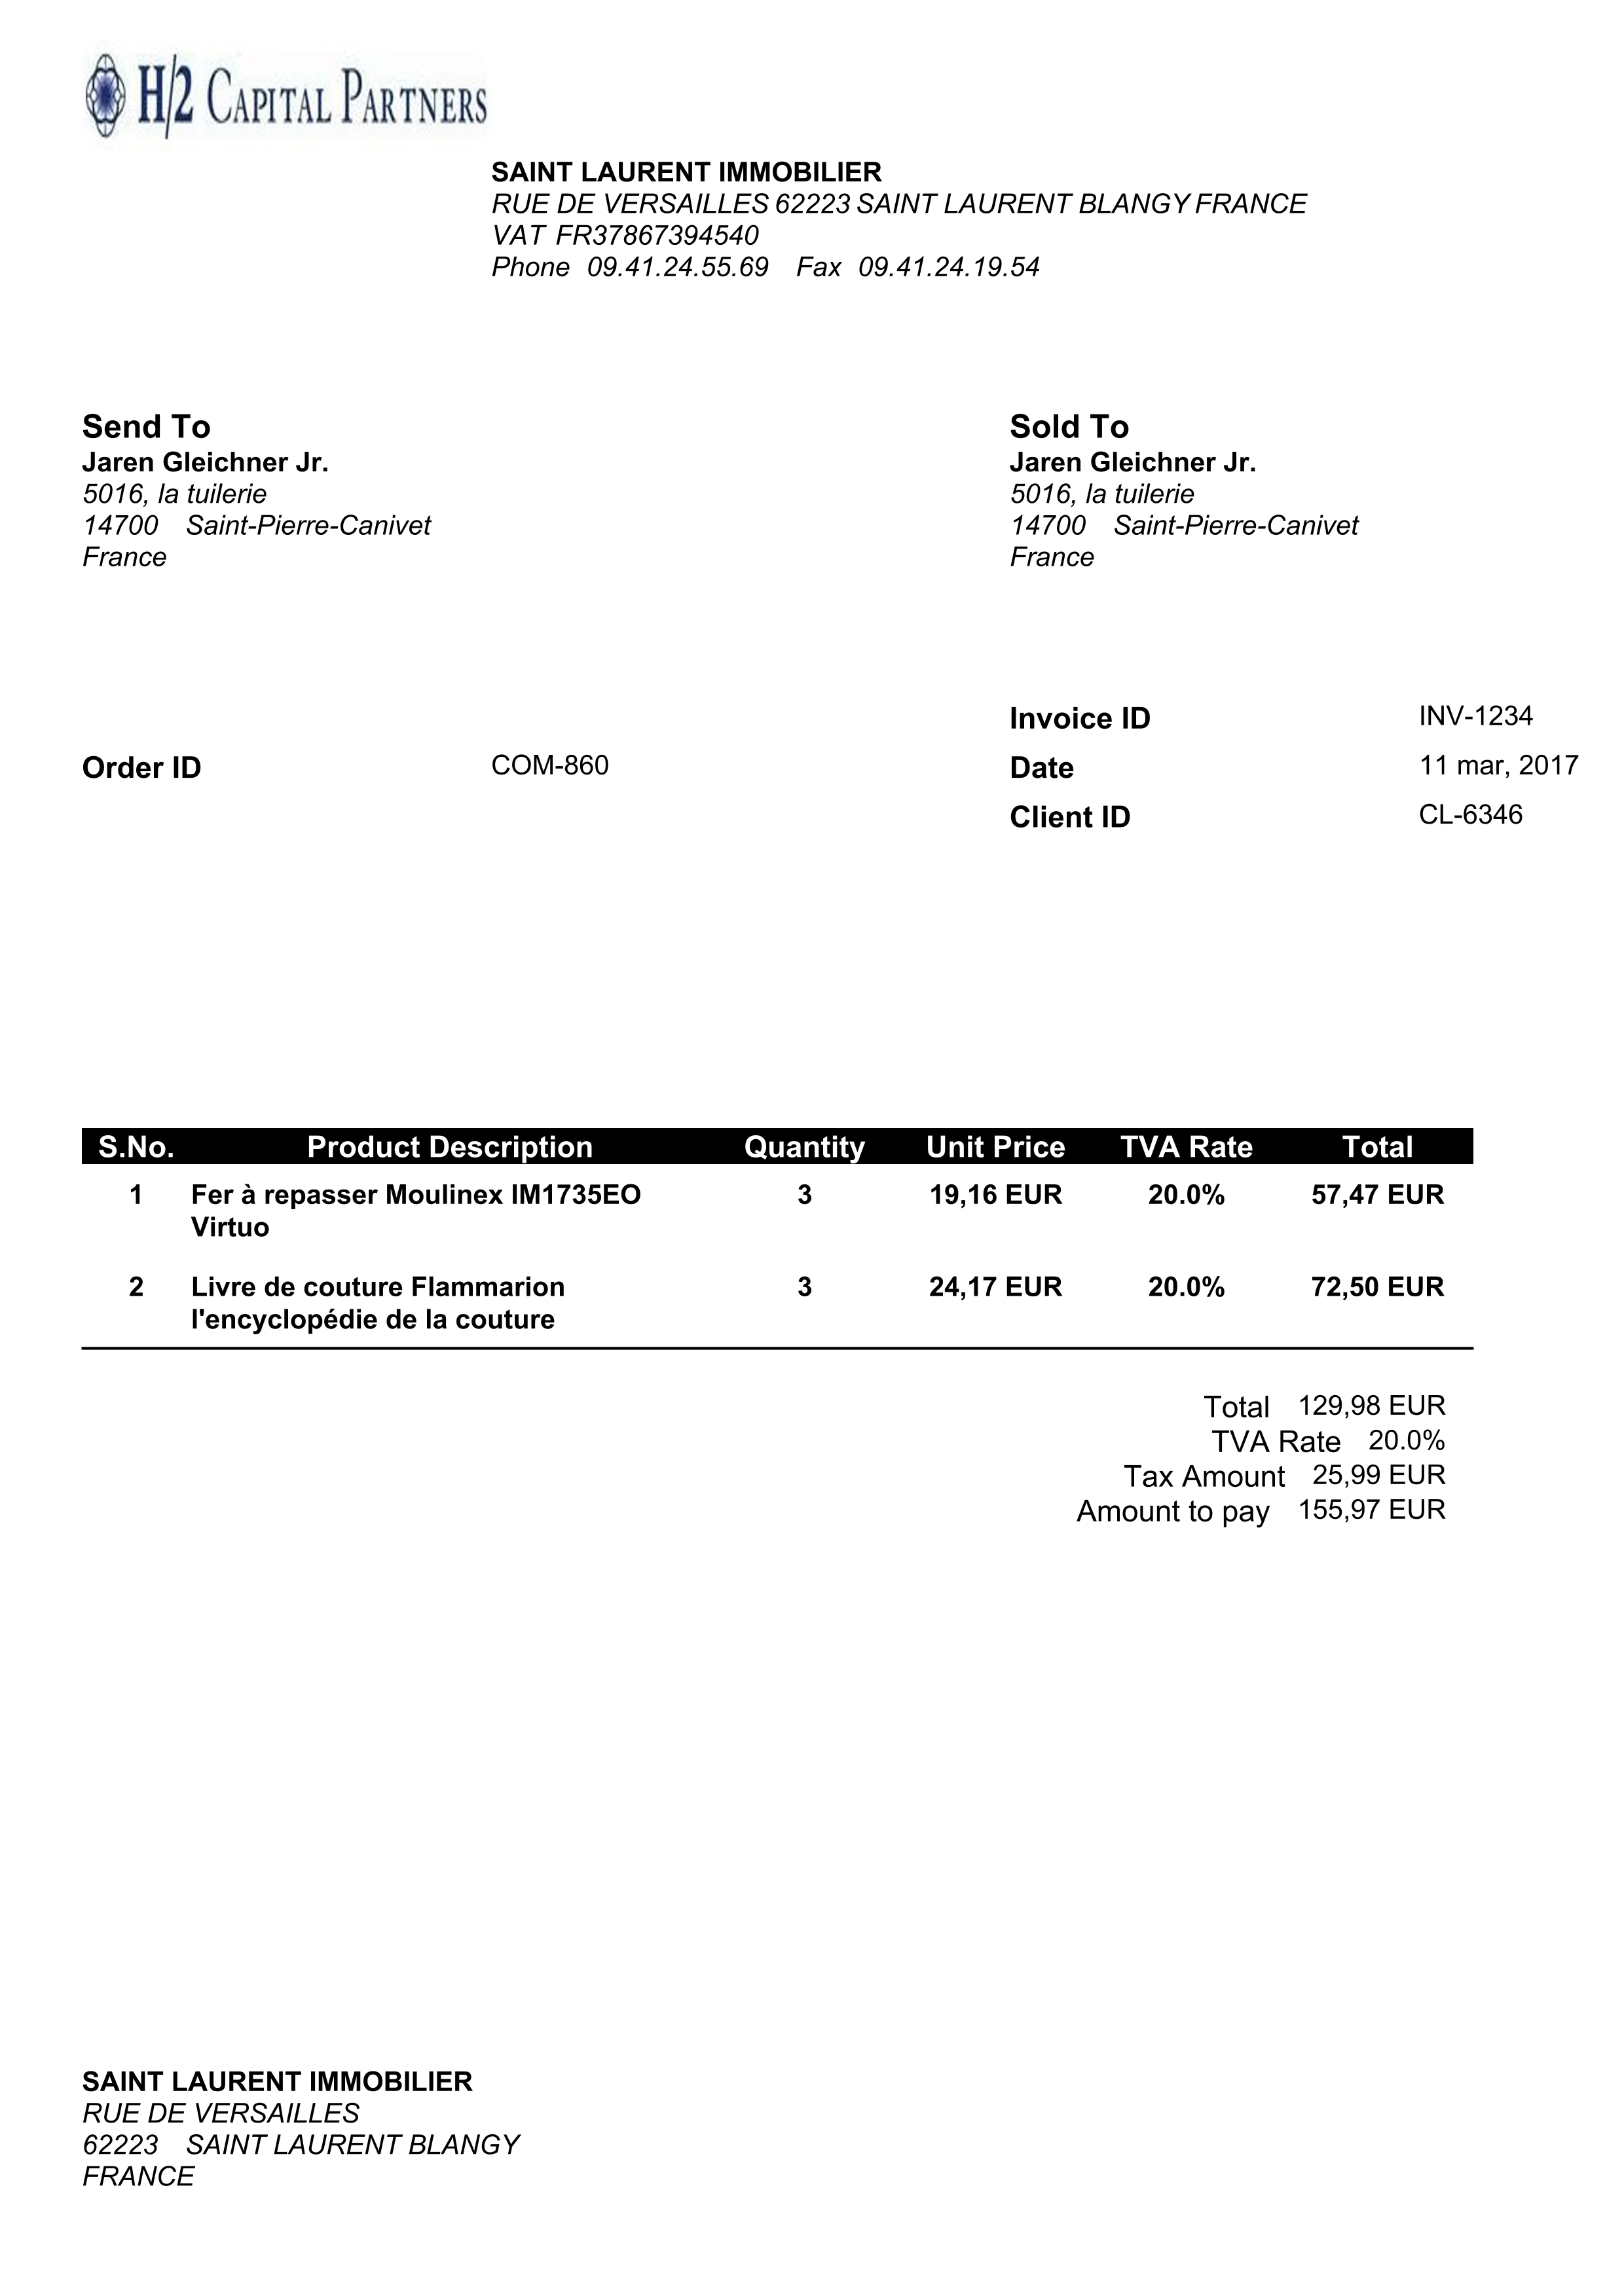 H/2 CAPITAL PARTNERS
SAINT LAURENT IMMOBILIER
RUE DE VERSAILLES 62223 SAINT LAURENT BLANGY FRANCE
VAT FR37867394540
Phone 09.41.24.55.69 Fax 09.41.24.19.54
Send To
Jaren Gleichner Jr.
5016, la tuilerie
14700 Saint-Pierre-Canivet
France
Sold To
Jaren Gleichner Jr.
5016, la tuilerie
14700 Saint-Pierre-Canivet
France
Invoice ID INV-1234
Order ID COM-860 Date 11 mar, 2017
Client ID CL-6346
S.No. Product Description Quantity Unit Price TVA Rate Total
1 Fer à repasser Moulinex IM1735EO 3 19,16 EUR 20.0% 57,47 EUR
Virtuo
2 Livre de couture Flammarion 3 24,17 EUR 20.0% 72,50 EUR
l'encyclopédie de la couture
Total 129,98 EUR
TVA Rate 20.0%
Tax Amount 25,99 EUR
Amount to pay 155,97 EUR
SAINT LAURENT IMMOBILIER
RUE DE VERSAILLES
62223 SAINT LAURENT BLANGY
FRANCE